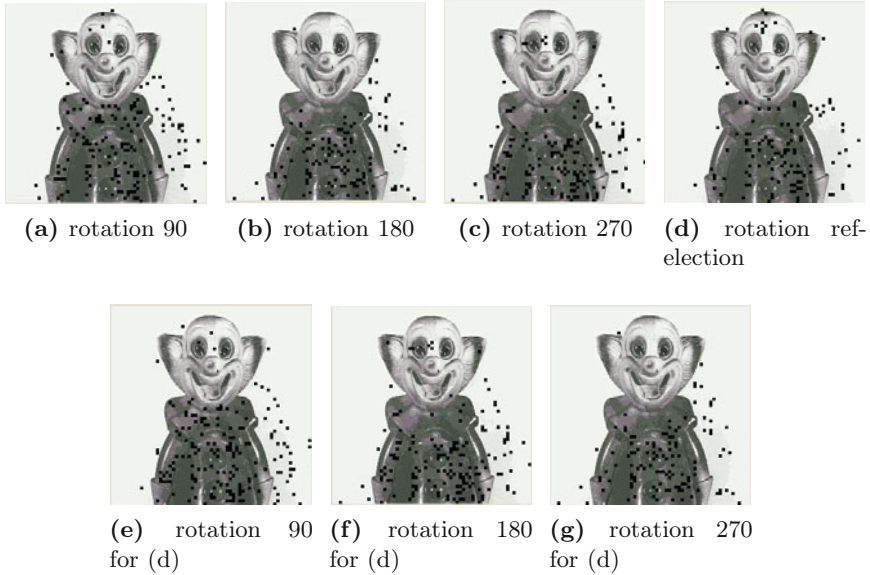 (a) rotation 90
(b) rotation 180
(c) rotation 270
(d) rotation ref-
election
(e) rotation 90
for (d)
(f) rotation 180
for (d)
(g) rotation 270
for (d)